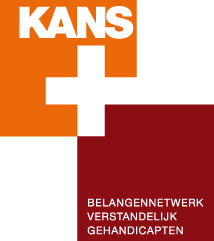 KANS
+
BELANGENNETWERK
VERSTANDELIJK
GEHANDICAPTEN